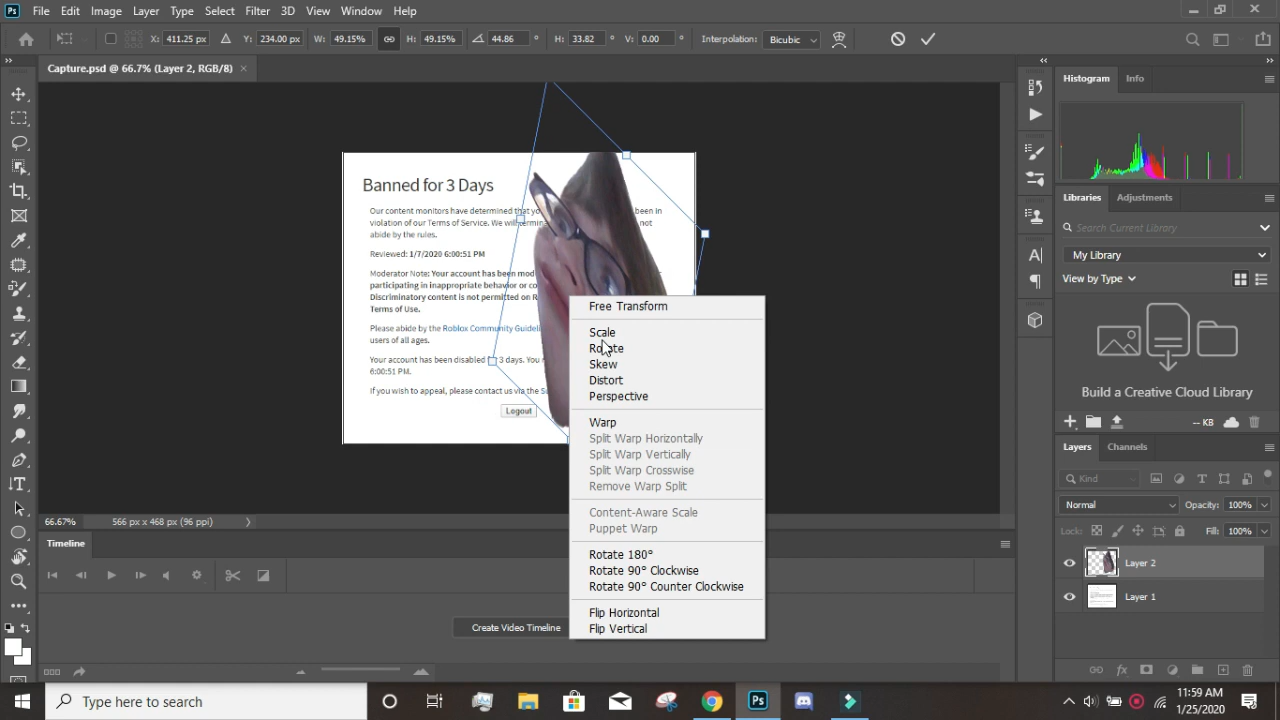 Ps File Edit Image Layer Type Select Filter 3D View Window Help
X: 411.25 px Y: 234.00 px W: 49.15% H: 49.15% 44.86 ° H: 33.82 ° V: 0.00 ° Interpolation: Bicubic
Capture.psd @ 66.7% (Layer 2, RGB/8) ×
Histogram Info
Banned for 3 Days
Our content monitors have determined that yo been in
violation of our Terms of Service. We will termin not
abide by the rules.
Reviewed: 1/7/2020 6:00:51 PM
Moderator Note: Your account has been mod
participating in inappropriate behavior or co
Discriminatory content is not permitted on R
Terms of Use.
Please abide by the Roblox Community Guideli
users of all ages.
Your account has been disabled for 3 days. You
6:00:51 PM.
If you wish to appeal, please contact us via the Su
Logout
Free Transform
Scale
Rotate
Skew
Distort
Perspective
Warp
Split Warp Horizontally
Split Warp Vertically
Split Warp Crosswise
Remove Warp Split
Content-Aware Scale
Puppet Warp
Rotate 180°
Rotate 90° Clockwise
Rotate 90° Counter Clockwise
Flip Horizontal
Flip Vertical
Libraries Adjustments
Search Current Library
My Library
View by Type
Build a Creative Cloud Library
-- KB
Layers Channels
Kind
Normal Opacity: 100%
Lock: Fill: 100%
Layer 2
Layer 1
66.67% 566 px x 468 px (96 ppi)
Timeline
Create Video Timeline
Type here to search
Ps
11:59 AM
1/25/2020